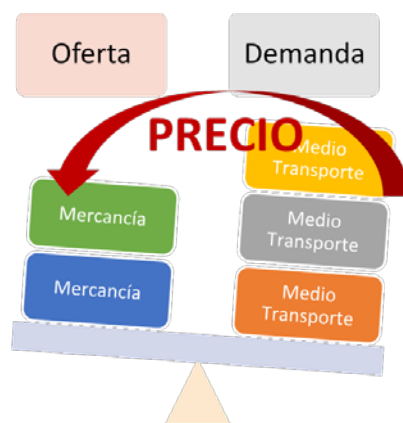 Oferta
Demanda
PRECIO
Medio
Transporte
Mercancía
Medio
Transporte
Mercancía
Medio
Transporte